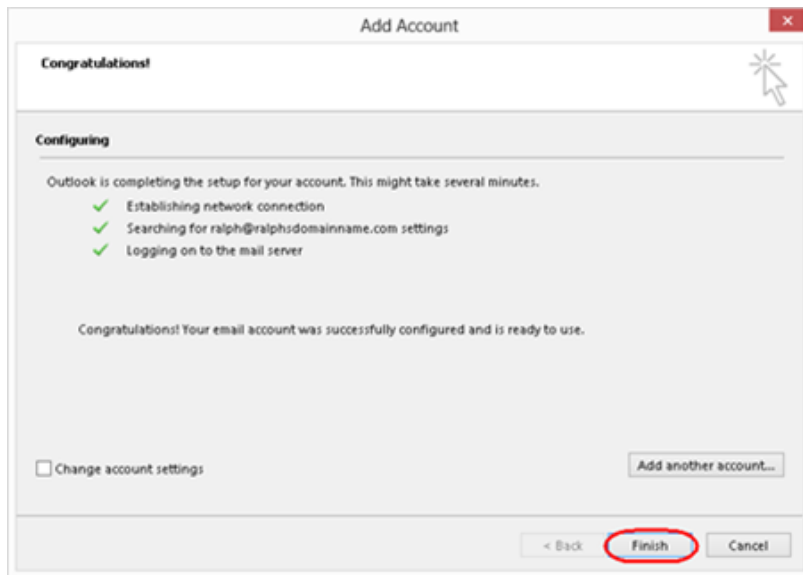 Add Account
Congratulations!
Configuring
Outlook is completing the setup for your account. This might take several minutes.
Establishing network connection
Searching for ralph@ralphsdomainname.com settings
Logging on to the mail server
Congratulations! Your email account was successfully configured and is ready to use.
Change account settings
Add another account...
< Back
Finish
Cancel